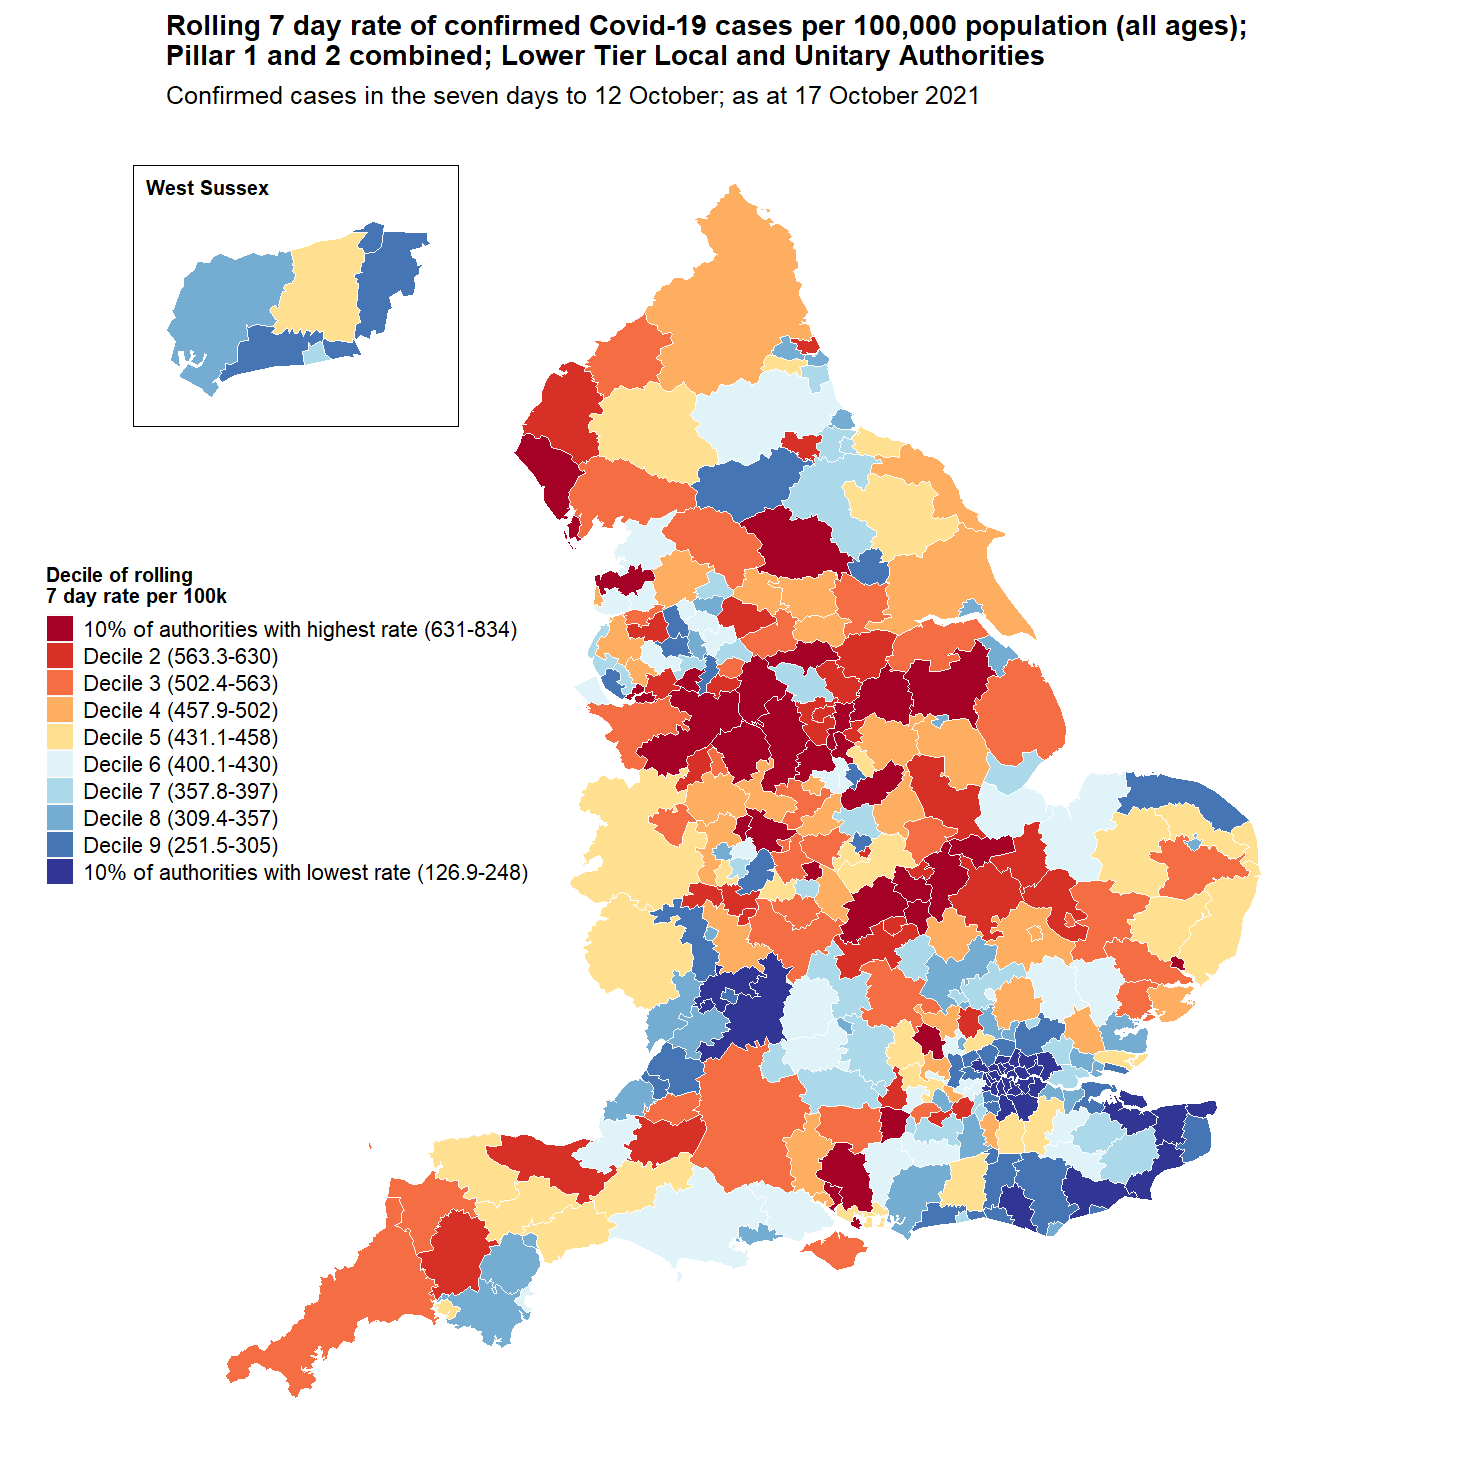 Rolling 7 day rate of confirmed Covid-19 cases per 100,000 population (all ages);
Pillar 1 and 2 combined; Lower Tier Local and Unitary Authorities
Confirmed cases in the seven days to 12 October; as at 17 October 2021
West Sussex
Decile of rolling
7 day rate per 100k
10% of authorities with highest rate (631-834)
Decile 2 (563.3-630)
Decile 3 (502.4-563)
Decile 4 (457.9-502)
Decile 5 (431.1-458)
Decile 6 (400.1-430)
Decile 7 (357.8-397)
Decile 8 (309.4-357)
Decile 9 (251.5-305)
10% of authorities with lowest rate (126.9-248)